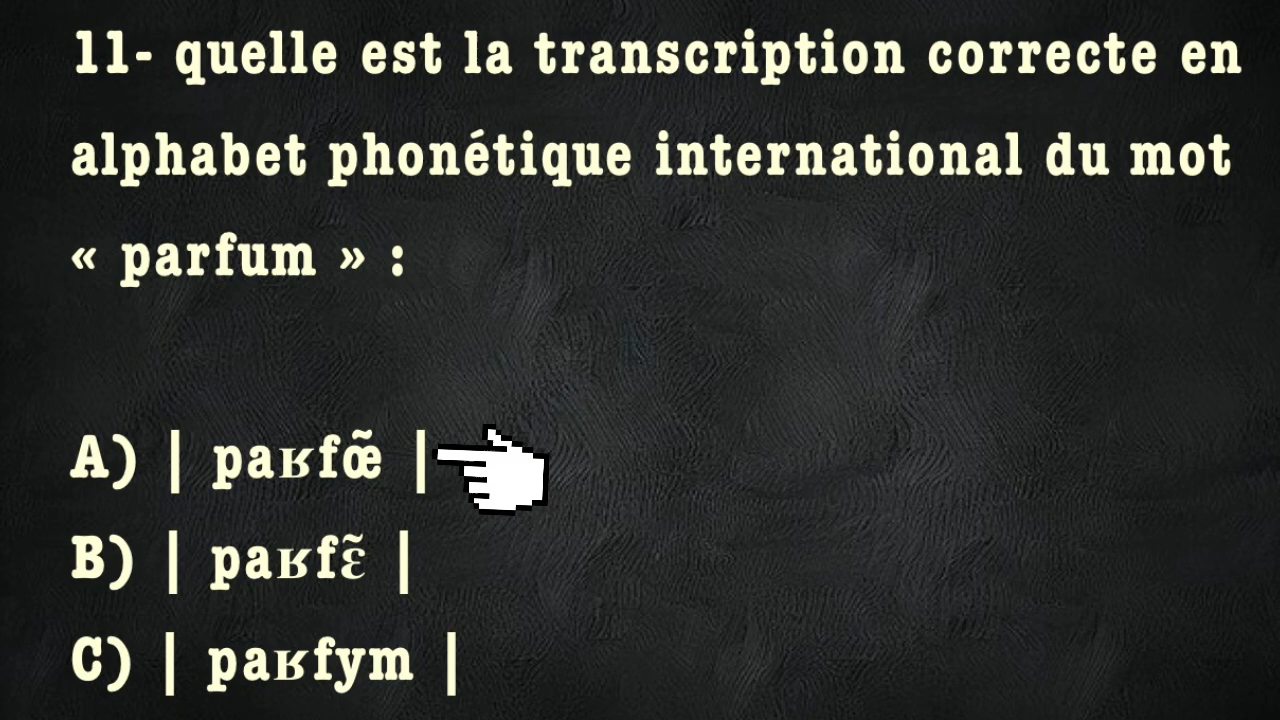 11- quelle est la transcription correcte en
alphabet phonétique international du mot
« parfum » :
A) | paʁfœ̃ |
B) | paʁfɛ̃ |
C) | paʁfym |